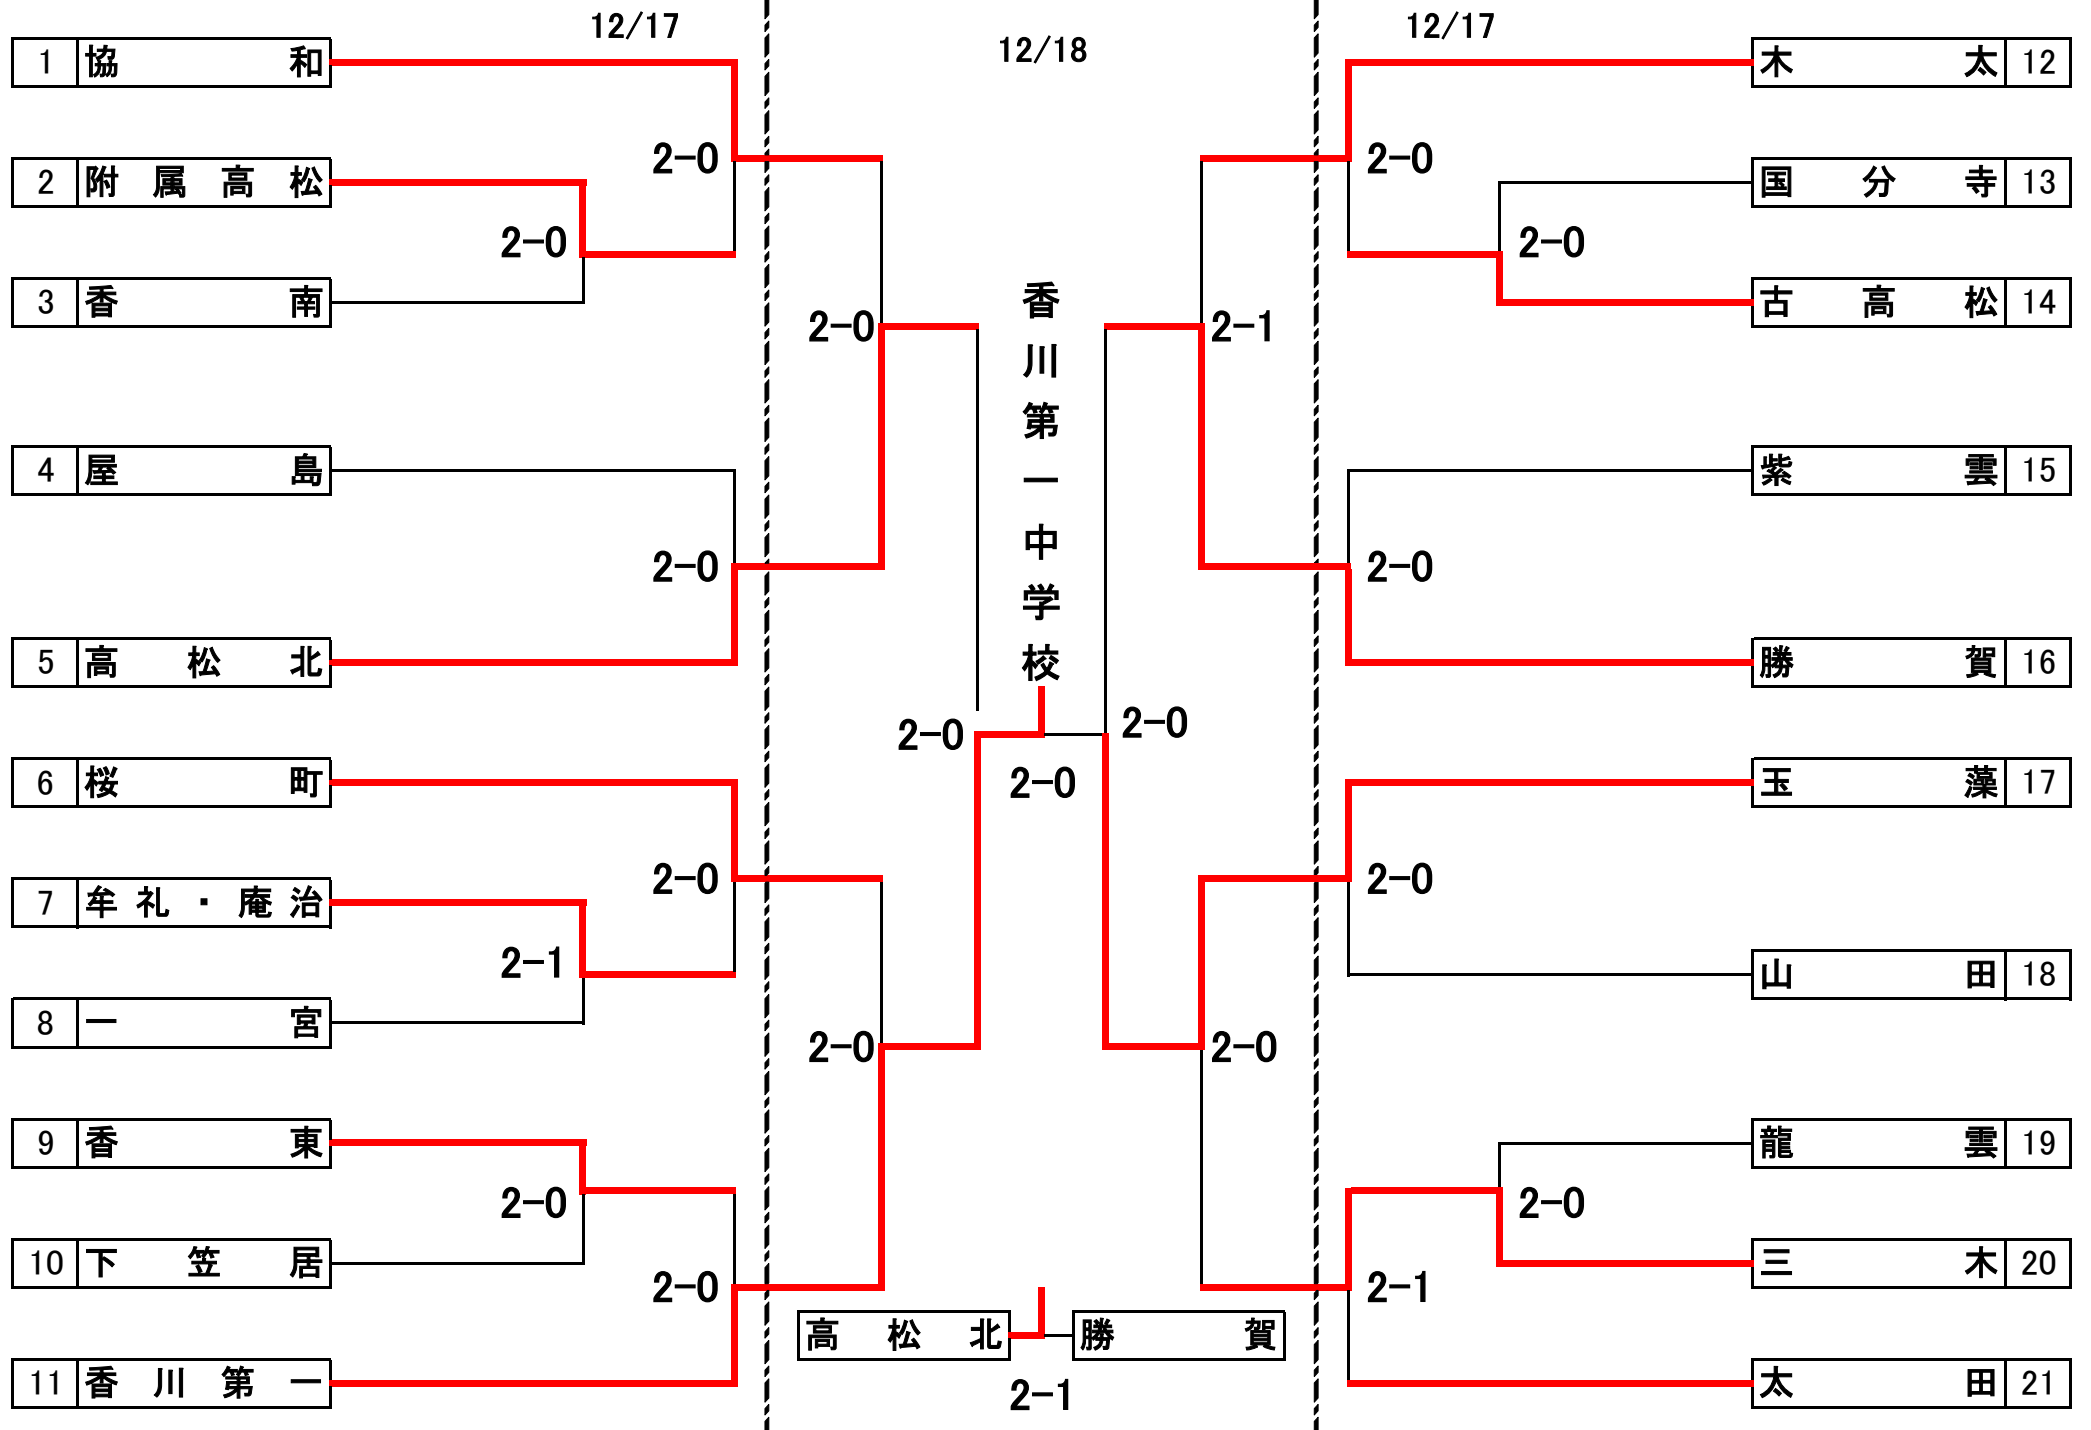 12/17
12/18
12/17
1 協和
2 附属高松
3 香南
4 屋島
5 高松北
6 桜町
7 牟礼・庵治
8 一宮
9 香東
10 下笠居
11 香川第一
2-0
2-0
2-0
2-0
2-1
2-0
2-0
2-0
2-0
2-0
香川第一中学校
2-0
2-0
2-0
2-1
2-0
高松北
勝賀
2-1
2-0
2-0
2-0
2-0
2-0
2-1
木太 12
国分寺 13
古高松 14
紫雲 15
勝賀 16
玉藻 17
山田 18
龍雲 19
三木 20
太田 21